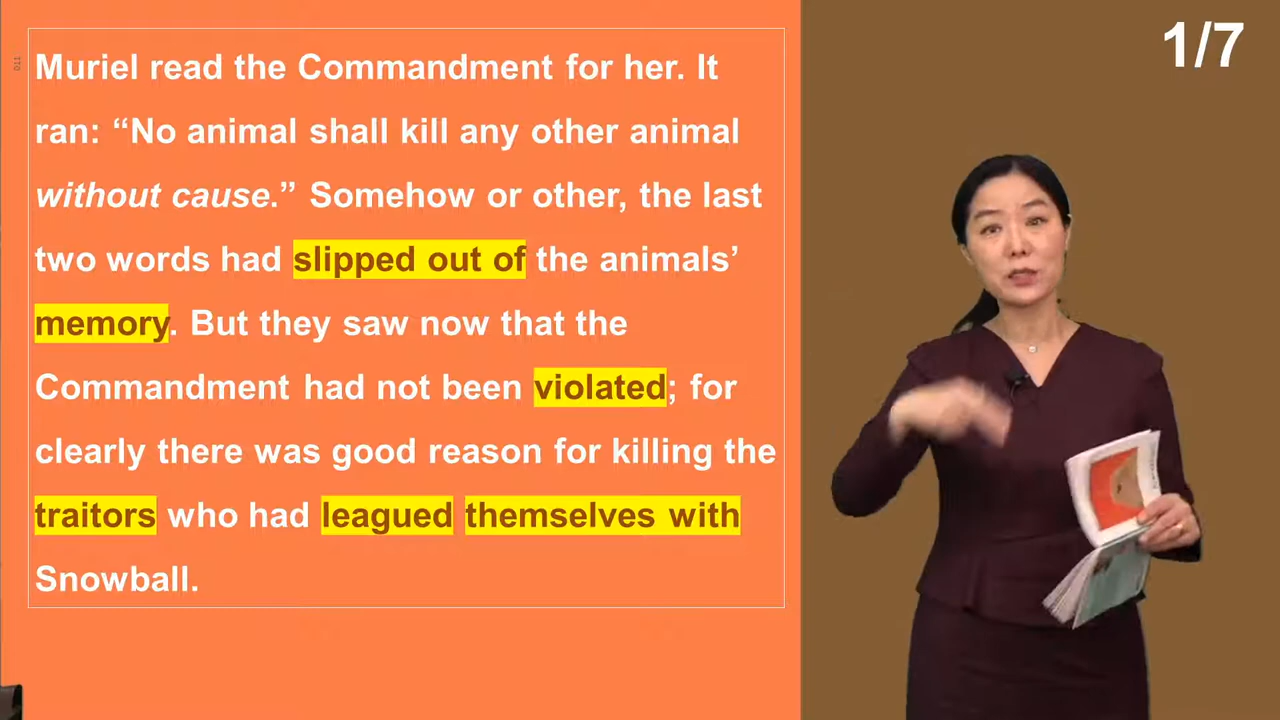 Muriel read the Commandment for her. It
ran: “No animal shall kill any other animal
without cause.” Somehow or other, the last
two words had slipped out of the animals’
memory. But they saw now that the
Commandment had not been violated; for
clearly there was good reason for killing the
traitors who had leagued themselves with
Snowball.
1/7